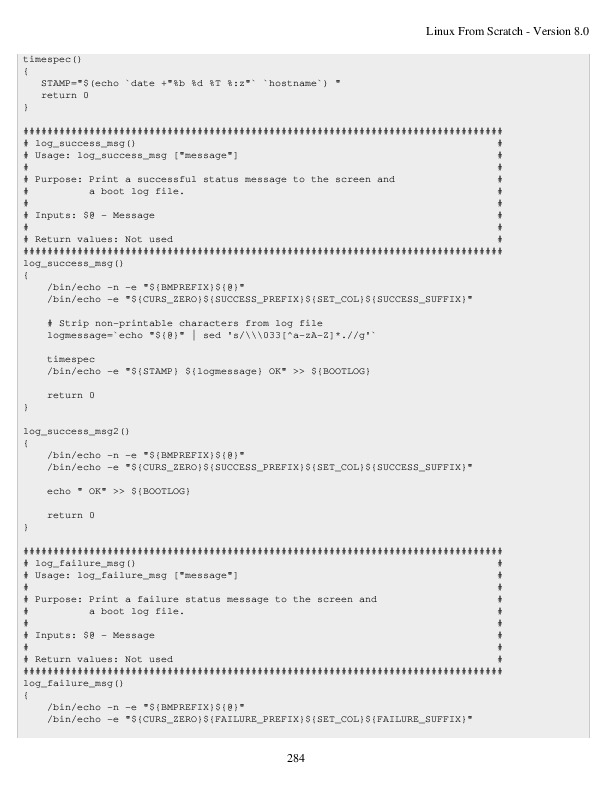 Linux From Scratch - Version 8.0
timespec()
{
   STAMP="$(echo `date +"%b %d %T %:z"` `hostname`) "
   return 0
}

################################################################################
# log_success_msg()                                                            #
# Usage: log_success_msg ["message"]                                           #
#                                                                              #
# Purpose: Print a successful status message to the screen and                 #
#          a boot log file.                                                    #
#                                                                              #
# Inputs: $@ - Message                                                         #
#                                                                              #
# Return values: Not used                                                      #
################################################################################
log_success_msg()
{
    /bin/echo -n -e "${BMPREFIX}${@}"
    /bin/echo -e "${CURS_ZERO}${SUCCESS_PREFIX}${SET_COL}${SUCCESS_SUFFIX}"

    # Strip non-printable characters from log file
    logmessage=`echo "${@}" | sed 's/\\\033[^a-zA-Z]*.//g'`

    timespec
    /bin/echo -e "${STAMP} ${logmessage} OK" >> ${BOOTLOG}

    return 0
}

log_success_msg2()
{
    /bin/echo -n -e "${BMPREFIX}${@}"
    /bin/echo -e "${CURS_ZERO}${SUCCESS_PREFIX}${SET_COL}${SUCCESS_SUFFIX}"

    echo " OK" >> ${BOOTLOG}

    return 0
}

################################################################################
# log_failure_msg()                                                            #
# Usage: log_failure_msg ["message"]                                           #
#                                                                              #
# Purpose: Print a failure status message to the screen and                    #
#          a boot log file.                                                    #
#                                                                              #
# Inputs: $@ - Message                                                         #
#                                                                              #
# Return values: Not used                                                      #
################################################################################
log_failure_msg()
{
    /bin/echo -n -e "${BMPREFIX}${@}"
    /bin/echo -e "${CURS_ZERO}${FAILURE_PREFIX}${SET_COL}${FAILURE_SUFFIX}"
284